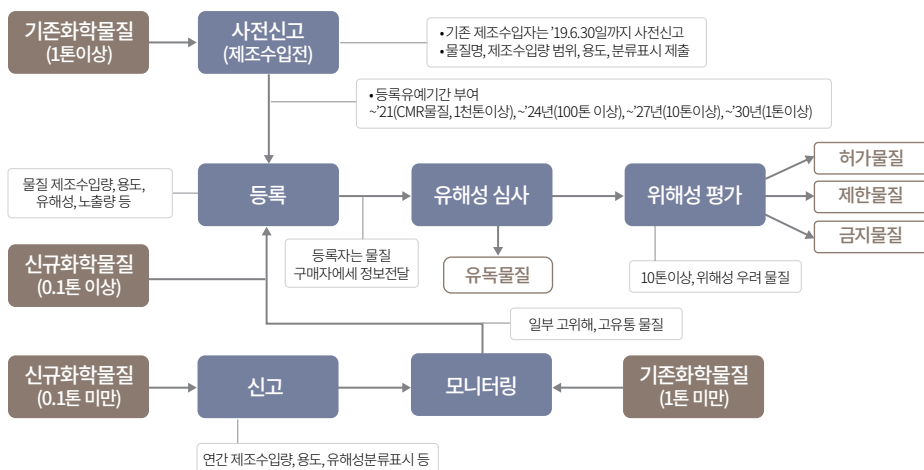 기존화학물질
(1톤이상)
사전신고
(제조수입전)
• 기존 제조수입자는 '19.6.30일까지 사전신고
• 물질명, 제조수입량 범위, 용도, 분류표시 제출
• 등록유예기간 부여
~'21(CMR물질, 1천톤이상), ~'24년(100톤 이상), ~'27년(10톤이상), ~'30년(1톤이상)
물질 제조수입량, 용도,
유해성, 노출량 등
등록
유해성 심사
위해성 평가
허가물질
제한물질
금지물질
등록자는 물질
구매자에세 정보전달
유독물질
10톤이상, 위해성 우려 물질
신규화학물질
(0.1톤 이상)
일부 고위해, 고유통 물질
신규화학물질
(0.1톤 미만)
신고
모니터링
기존화학물질
(1톤 미만)
연간 제조수입량, 용도, 유해성분류표시 등